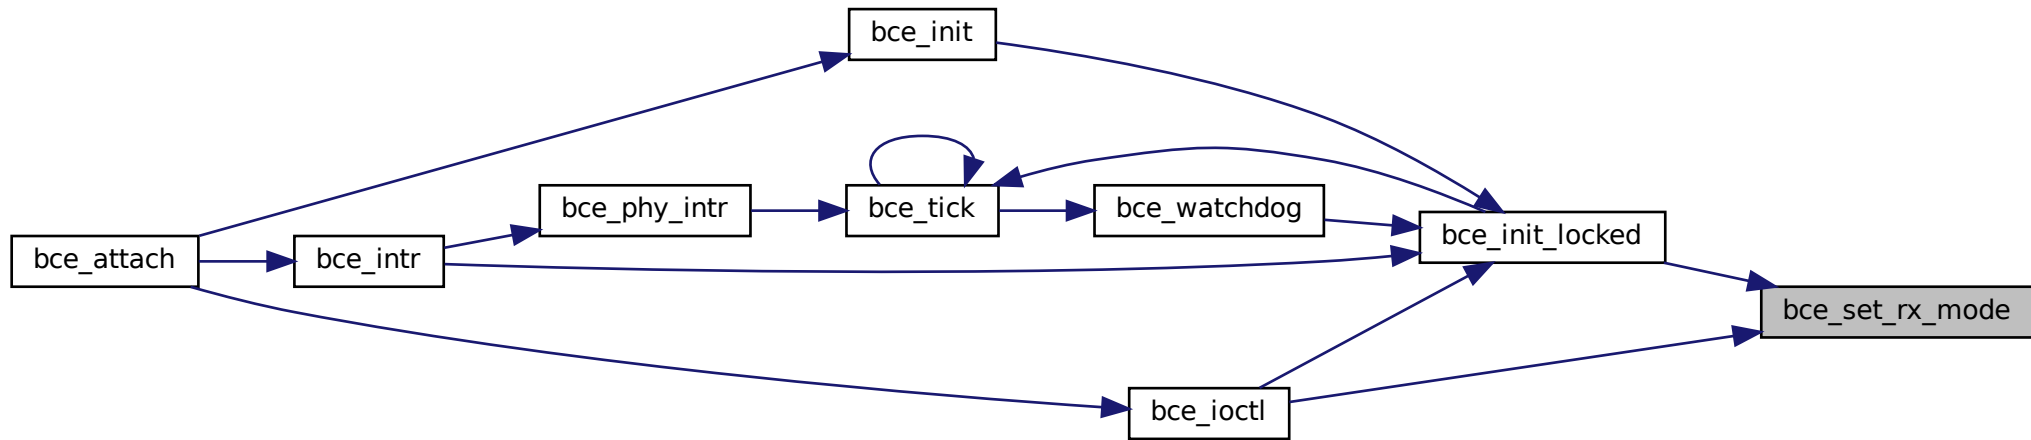 bce_init
bce_phy_intr
bce_tick
bce_watchdog
bce_init_locked
bce_attach
bce_intr
bce_set_rx_mode
bce_ioctl